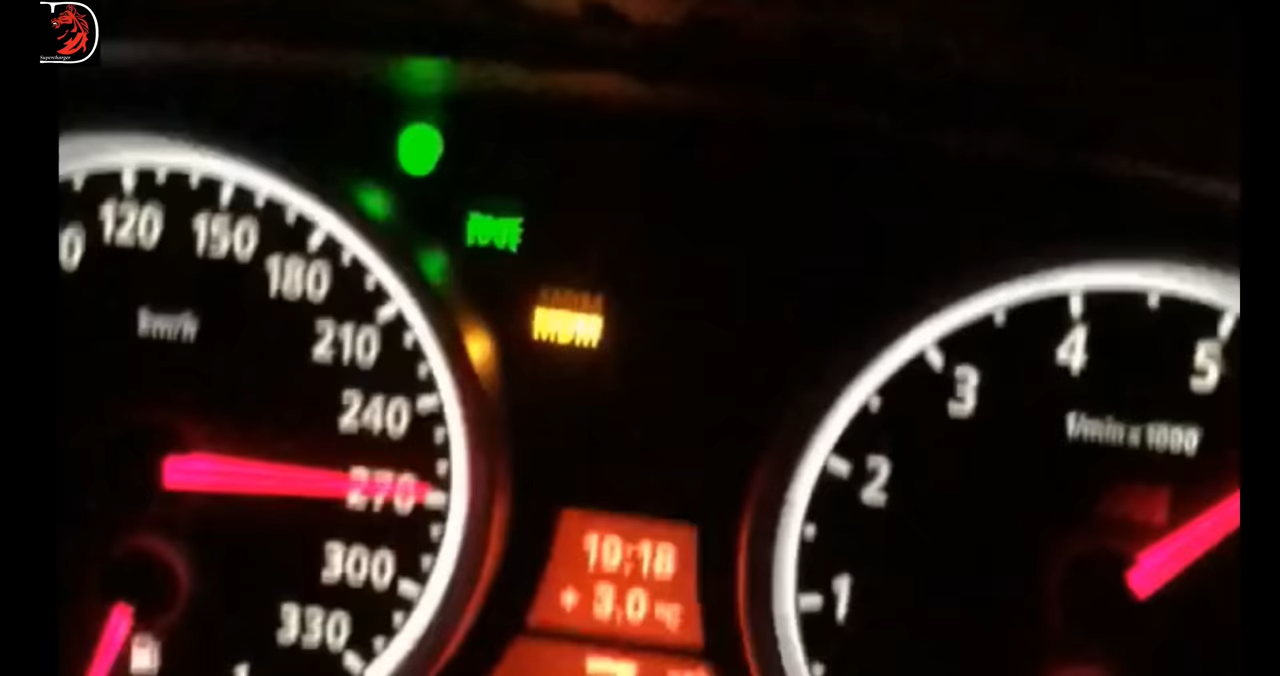 Supercharger
120
150
180
km/h
210
240
270
300
330
MDM
10:18
+ 3.0 °C
1
2
3
4
5
1/min x 1000